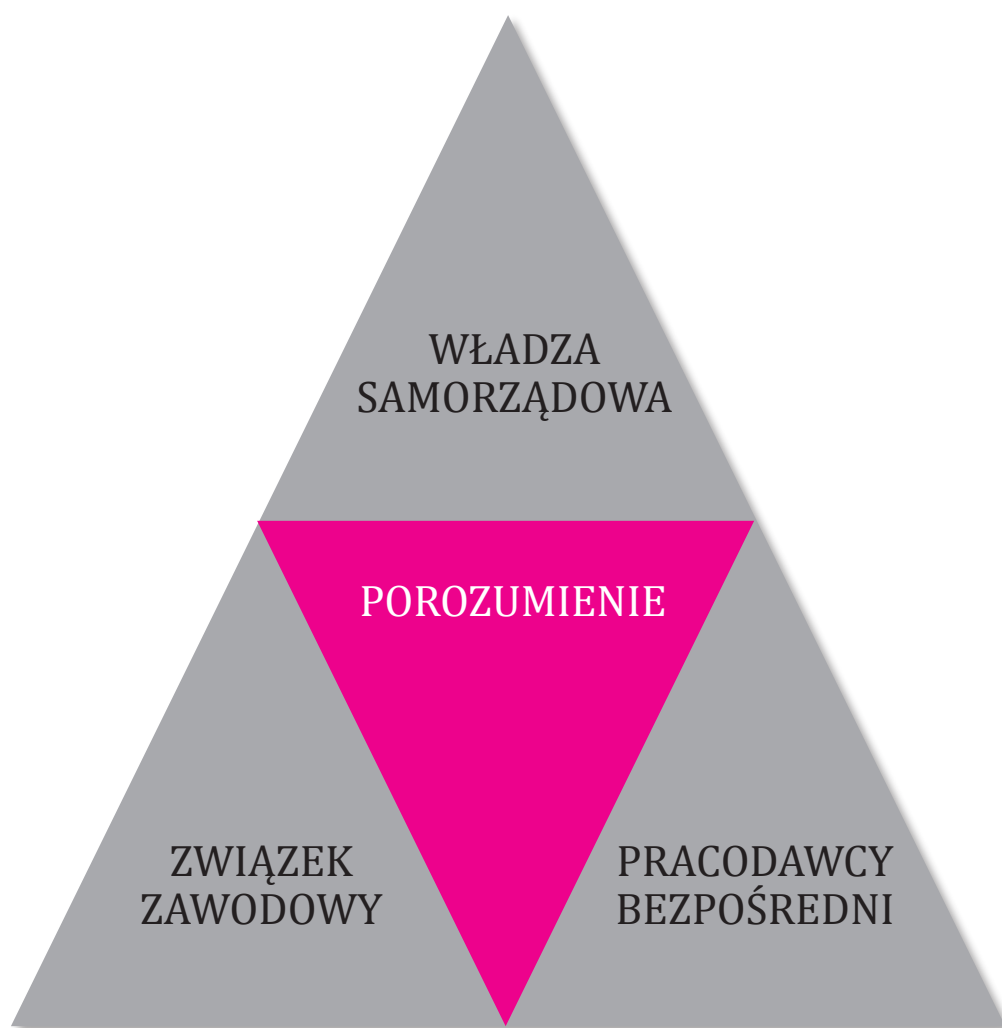 WŁADZA
SAMORZĄDOWA
POROZUMIENIE
ZWIĄZEK
ZAWODOWY
PRACODAWCY
BEZPOŚREDNI